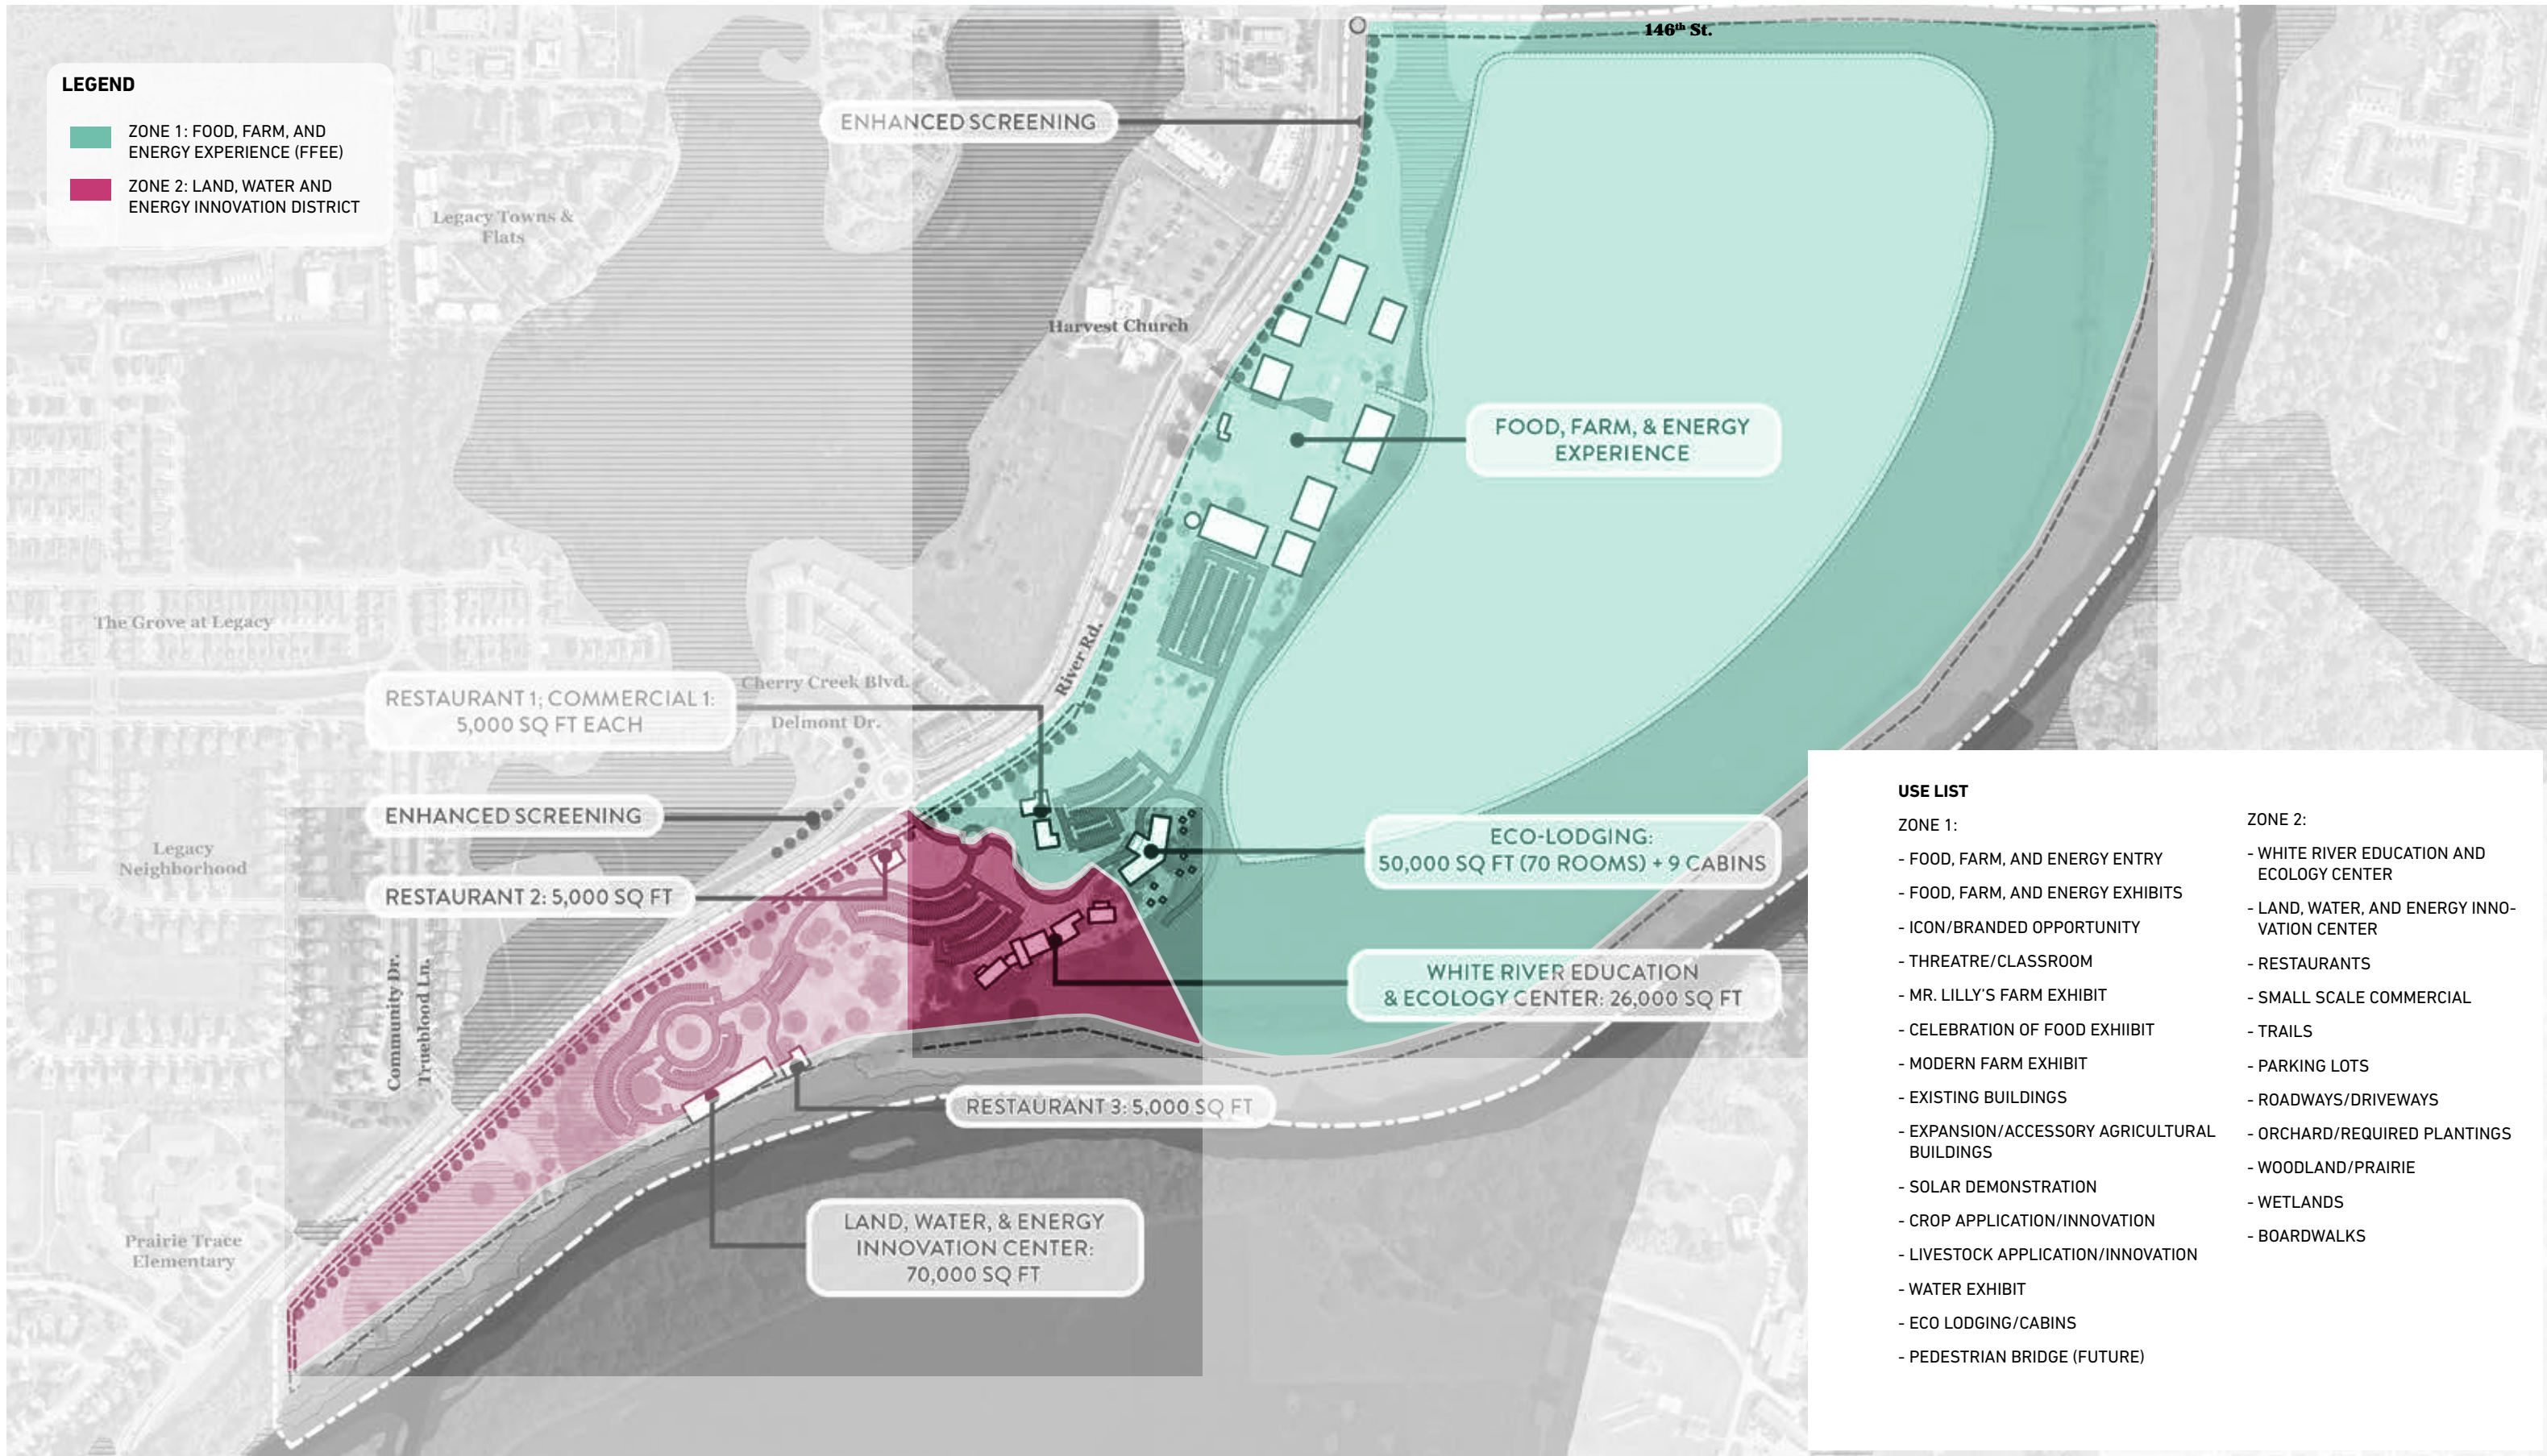 146th St.
LEGEND
ZONE 1: FOOD, FARM, AND
ENERGY EXPERIENCE (FFEE)
ZONE 2: LAND, WATER AND
ENERGY INNOVATION DISTRICT
ENHANCED SCREENING
Legacy Towns &
Flats
Harvest Church
FOOD, FARM, & ENERGY
EXPERIENCE
The Grove at Legacy
River Rd.
RESTAURANT 1; COMMERCIAL 1:
5,000 SQ FT EACH
Cherry Creek Blvd.
Delmont Dr.
ENHANCED SCREENING
Legacy
Neighborhood
RESTAURANT 2: 5,000 SQ FT
ECO-LODGING:
50,000 SQ FT (70 ROOMS) + 9 CABINS
WHITE RIVER EDUCATION
& ECOLOGY CENTER: 26,000 SQ FT
Community Dr.
Trueblood Ln.
RESTAURANT 3: 5,000 SQ FT
LAND, WATER, & ENERGY
INNOVATION CENTER:
70,000 SQ FT
Prairie Trace
Elementary
USE LIST
ZONE 1:
- FOOD, FARM, AND ENERGY ENTRY
- FOOD, FARM, AND ENERGY EXHIBITS
- ICON/BRANDED OPPORTUNITY
- THREATRE/CLASSROOM
- MR. LILLY'S FARM EXHIBIT
- CELEBRATION OF FOOD EXHIIBIT
- MODERN FARM EXHIBIT
- EXISTING BUILDINGS
- EXPANSION/ACCESSORY AGRICULTURAL
BUILDINGS
- SOLAR DEMONSTRATION
- CROP APPLICATION/INNOVATION
- LIVESTOCK APPLICATION/INNOVATION
- WATER EXHIBIT
- ECO LODGING/CABINS
- PEDESTRIAN BRIDGE (FUTURE)
ZONE 2:
- WHITE RIVER EDUCATION AND
ECOLOGY CENTER
- LAND, WATER, AND ENERGY INNO-
VATION CENTER
- RESTAURANTS
- SMALL SCALE COMMERCIAL
- TRAILS
- PARKING LOTS
- ROADWAYS/DRIVEWAYS
- ORCHARD/REQUIRED PLANTINGS
- WOODLAND/PRAIRIE
- WETLANDS
- BOARDWALKS